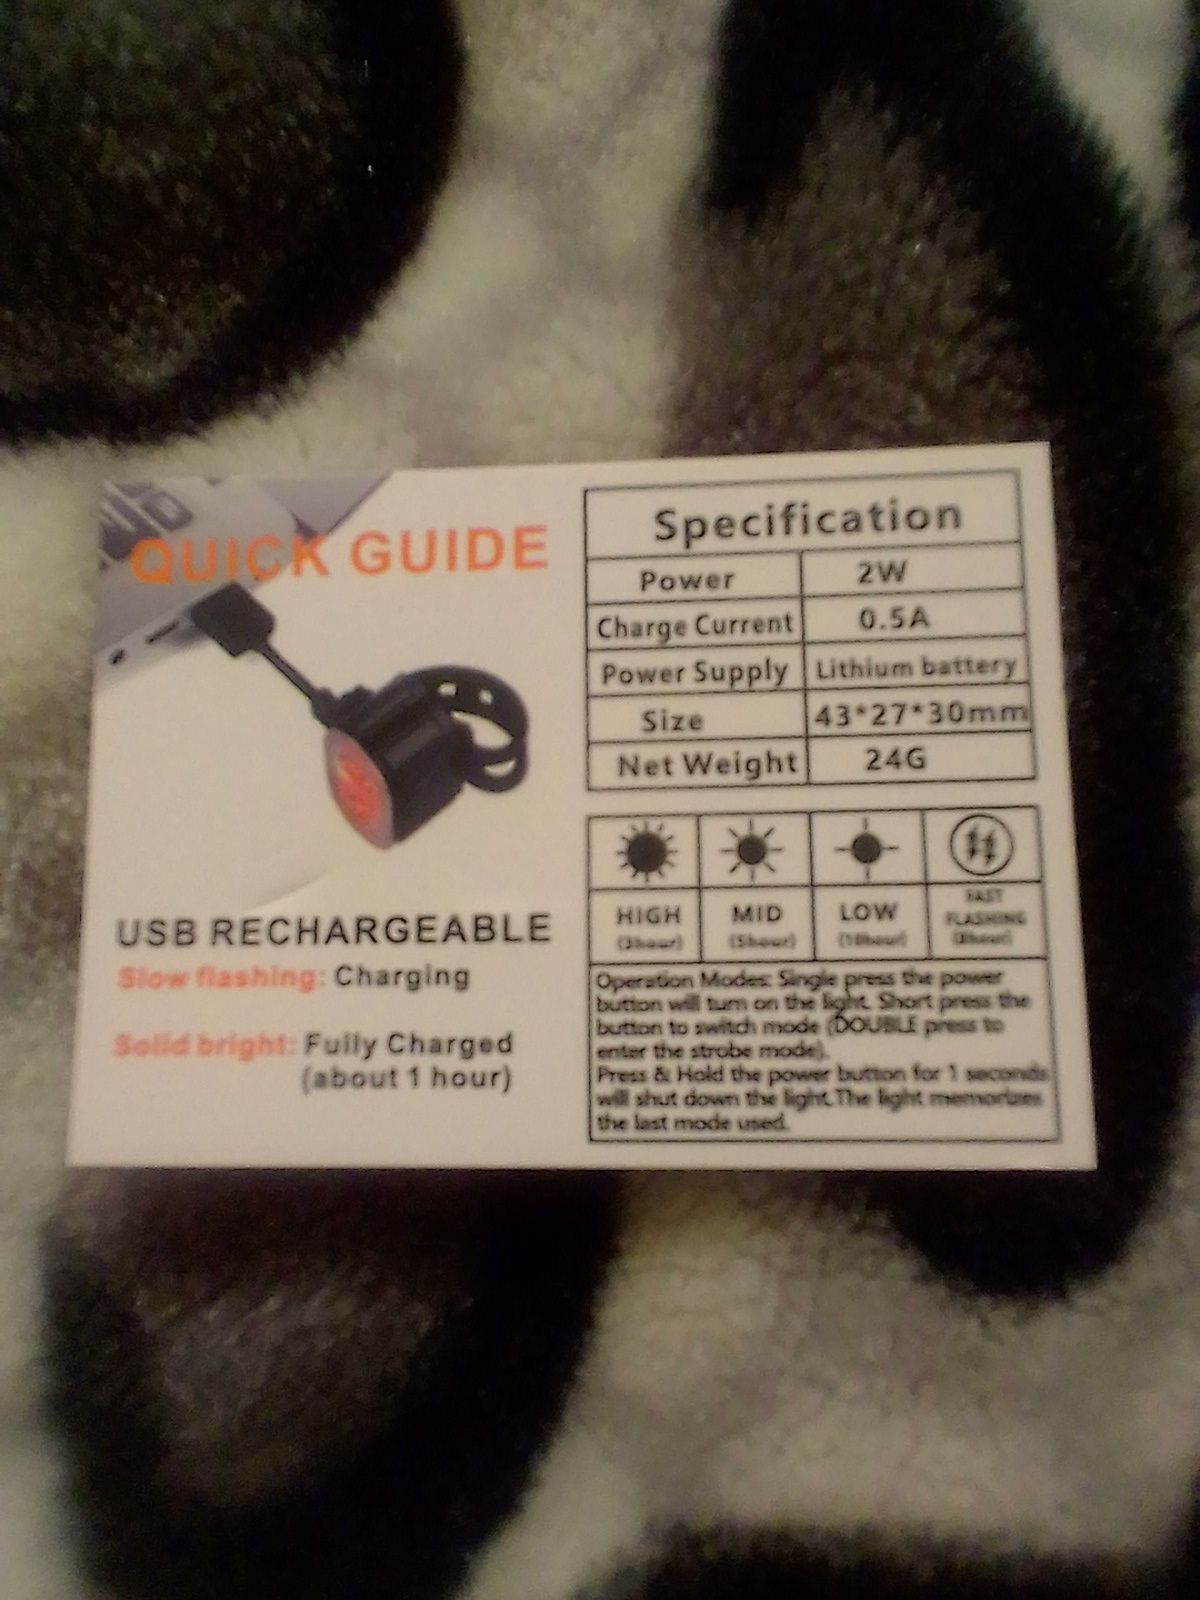 QUICK GUIDE
USB RECHARGEABLE
Slow flashing: Charging
Solid bright: Fully Charged
(about 1 hour)
Specification
Power 2W
Charge Current 0.5A
Power Supply Lithium battery
Size 43*27*30mm
Net Weight 24G
HIGH MID LOW FAST
FLASHING
(3hour) (5hour) (10hour) (8hour)
Operation Modes: Single press the power
button will turn on the light. Short press the
button to switch mode (DOUBLE press to
enter the strobe mode).
Press & Hold the power button for 1 seconds
will shut down the light.The light memorizes
the last mode used.